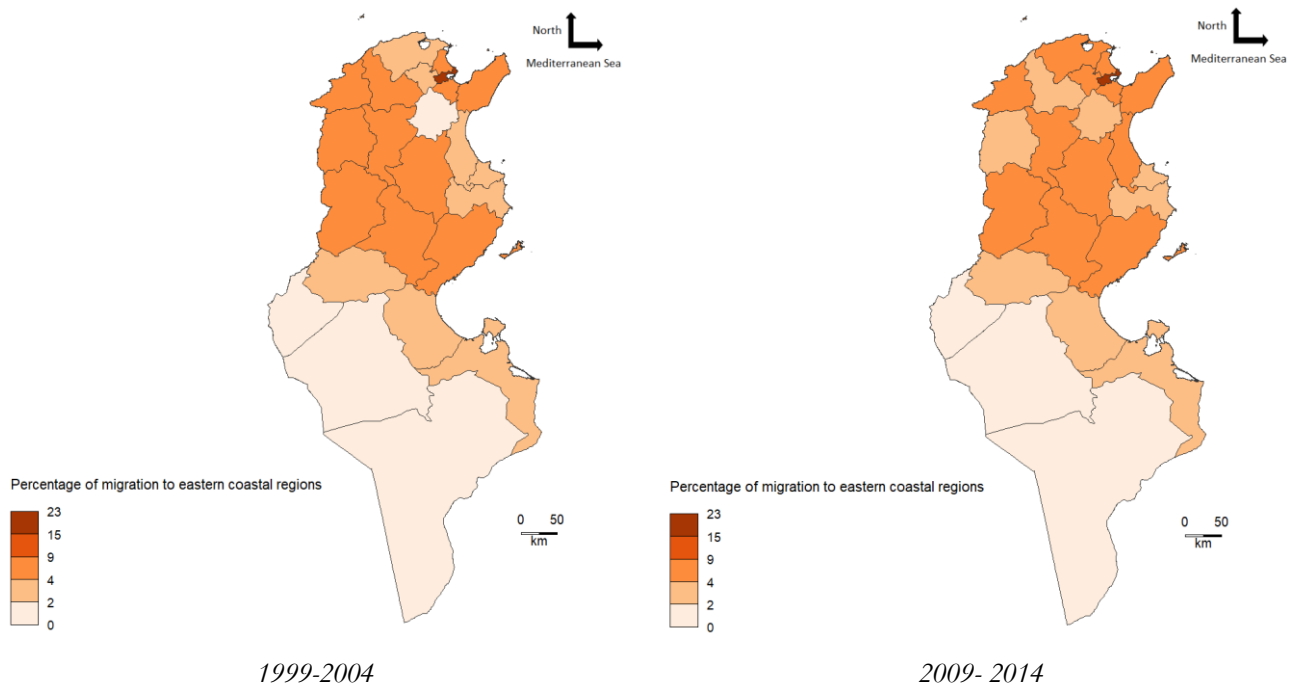 North
Mediterranean Sea
Percentage of migration to eastern coastal regions
23
15
9
4
2
0
0 50
km
1999-2004
North
Mediterranean Sea
Percentage of migration to eastern coastal regions
23
15
9
4
2
0
0 50
km
2009- 2014